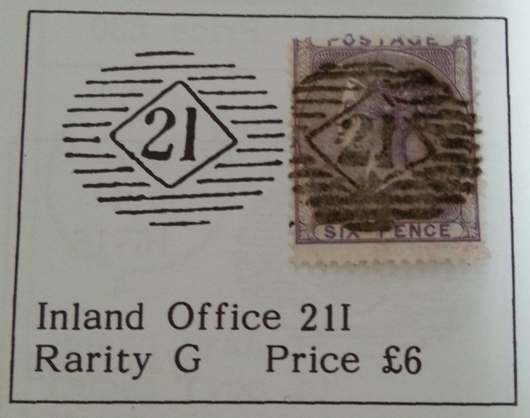 POSTAGE
21
21
SIX PENCE
Inland Office 21I
Rarity G Price £6